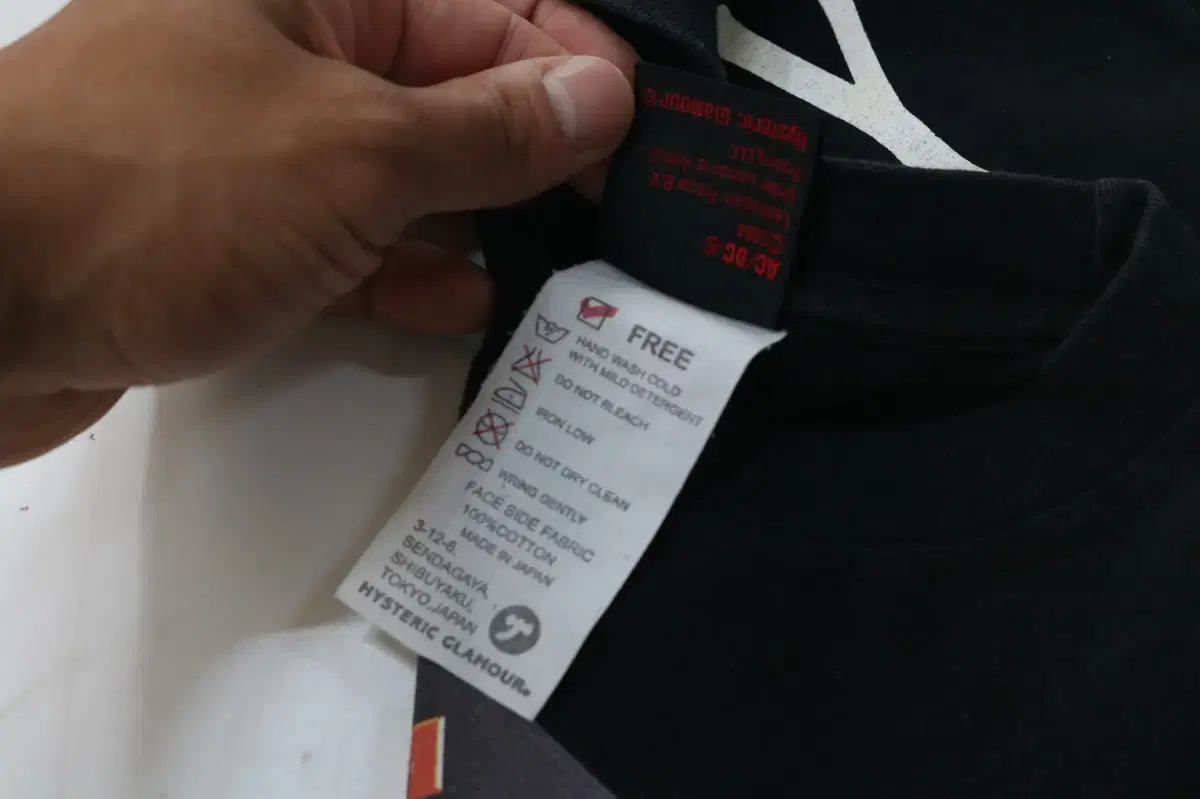 AC DC ®
Hysteric Glamour ®
FREE
HAND WASH COLD
WITH MILD DETERGENT
DO NOT BLEACH
IRON LOW
DO NOT DRY CLEAN
WRING GENTLY
FACE SIDE FABRIC
100%COTTON
MADE IN JAPAN
3-12-6,
SENDAGAYA,
SHIBUYAKU,
TOKYO,JAPAN
HYSTERIC GLAMOUR®